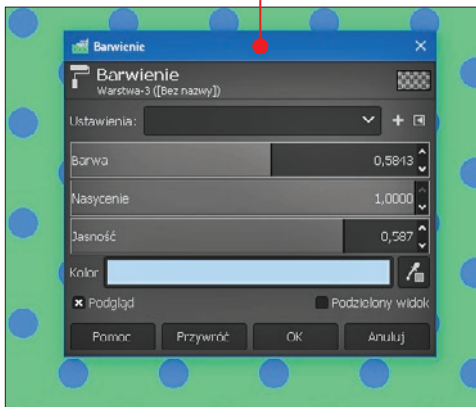 Barwienie
Barwienie
Warstwa-3 ([Bez nazwy])
Ustawienia:
Barwa 0,5843
Nasycenie 1,0000
Jasność 0,587
Kolor
Podgląd Podzielony widok
Pomoc Przywróć OK Anuluj